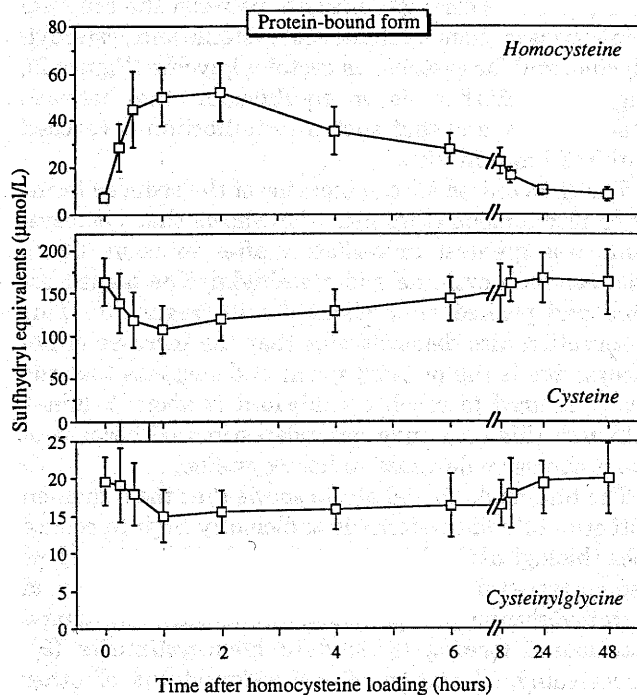 Protein-bound form
Homocysteine
80
60
40
20
0
Sulfhydryl equivalents (μmol/L)
200
150
100
50
0
Cysteine
25
20
15
10
5
0
Cysteinylglycine
0 2 4 6 8 24 48
Time after homocysteine loading (hours)